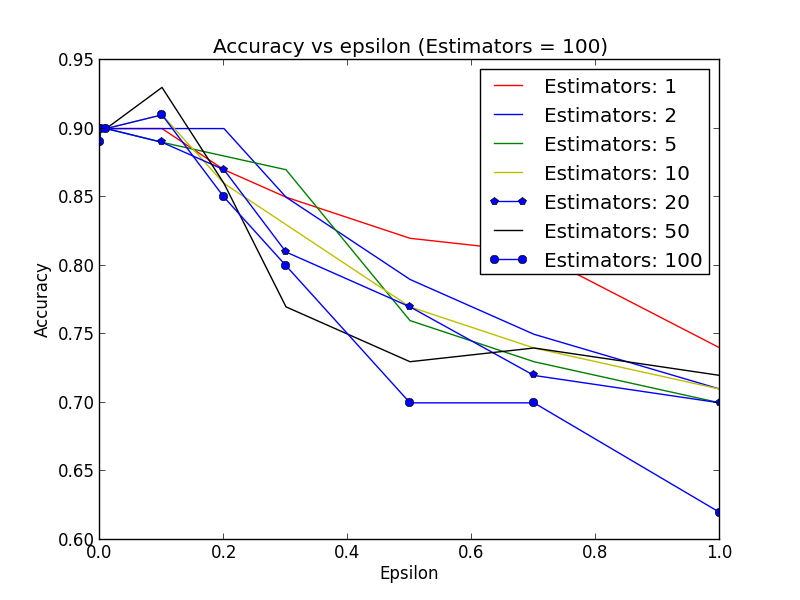 Accuracy vs epsilon (Estimators = 100)
0.95
0.90
0.85
0.80
0.75
0.70
0.65
0.60
Accuracy
Estimators: 1
Estimators: 2
Estimators: 5
Estimators: 10
Estimators: 20
Estimators: 50
Estimators: 100
0.0 0.2 0.4 0.6 0.8 1.0
Epsilon